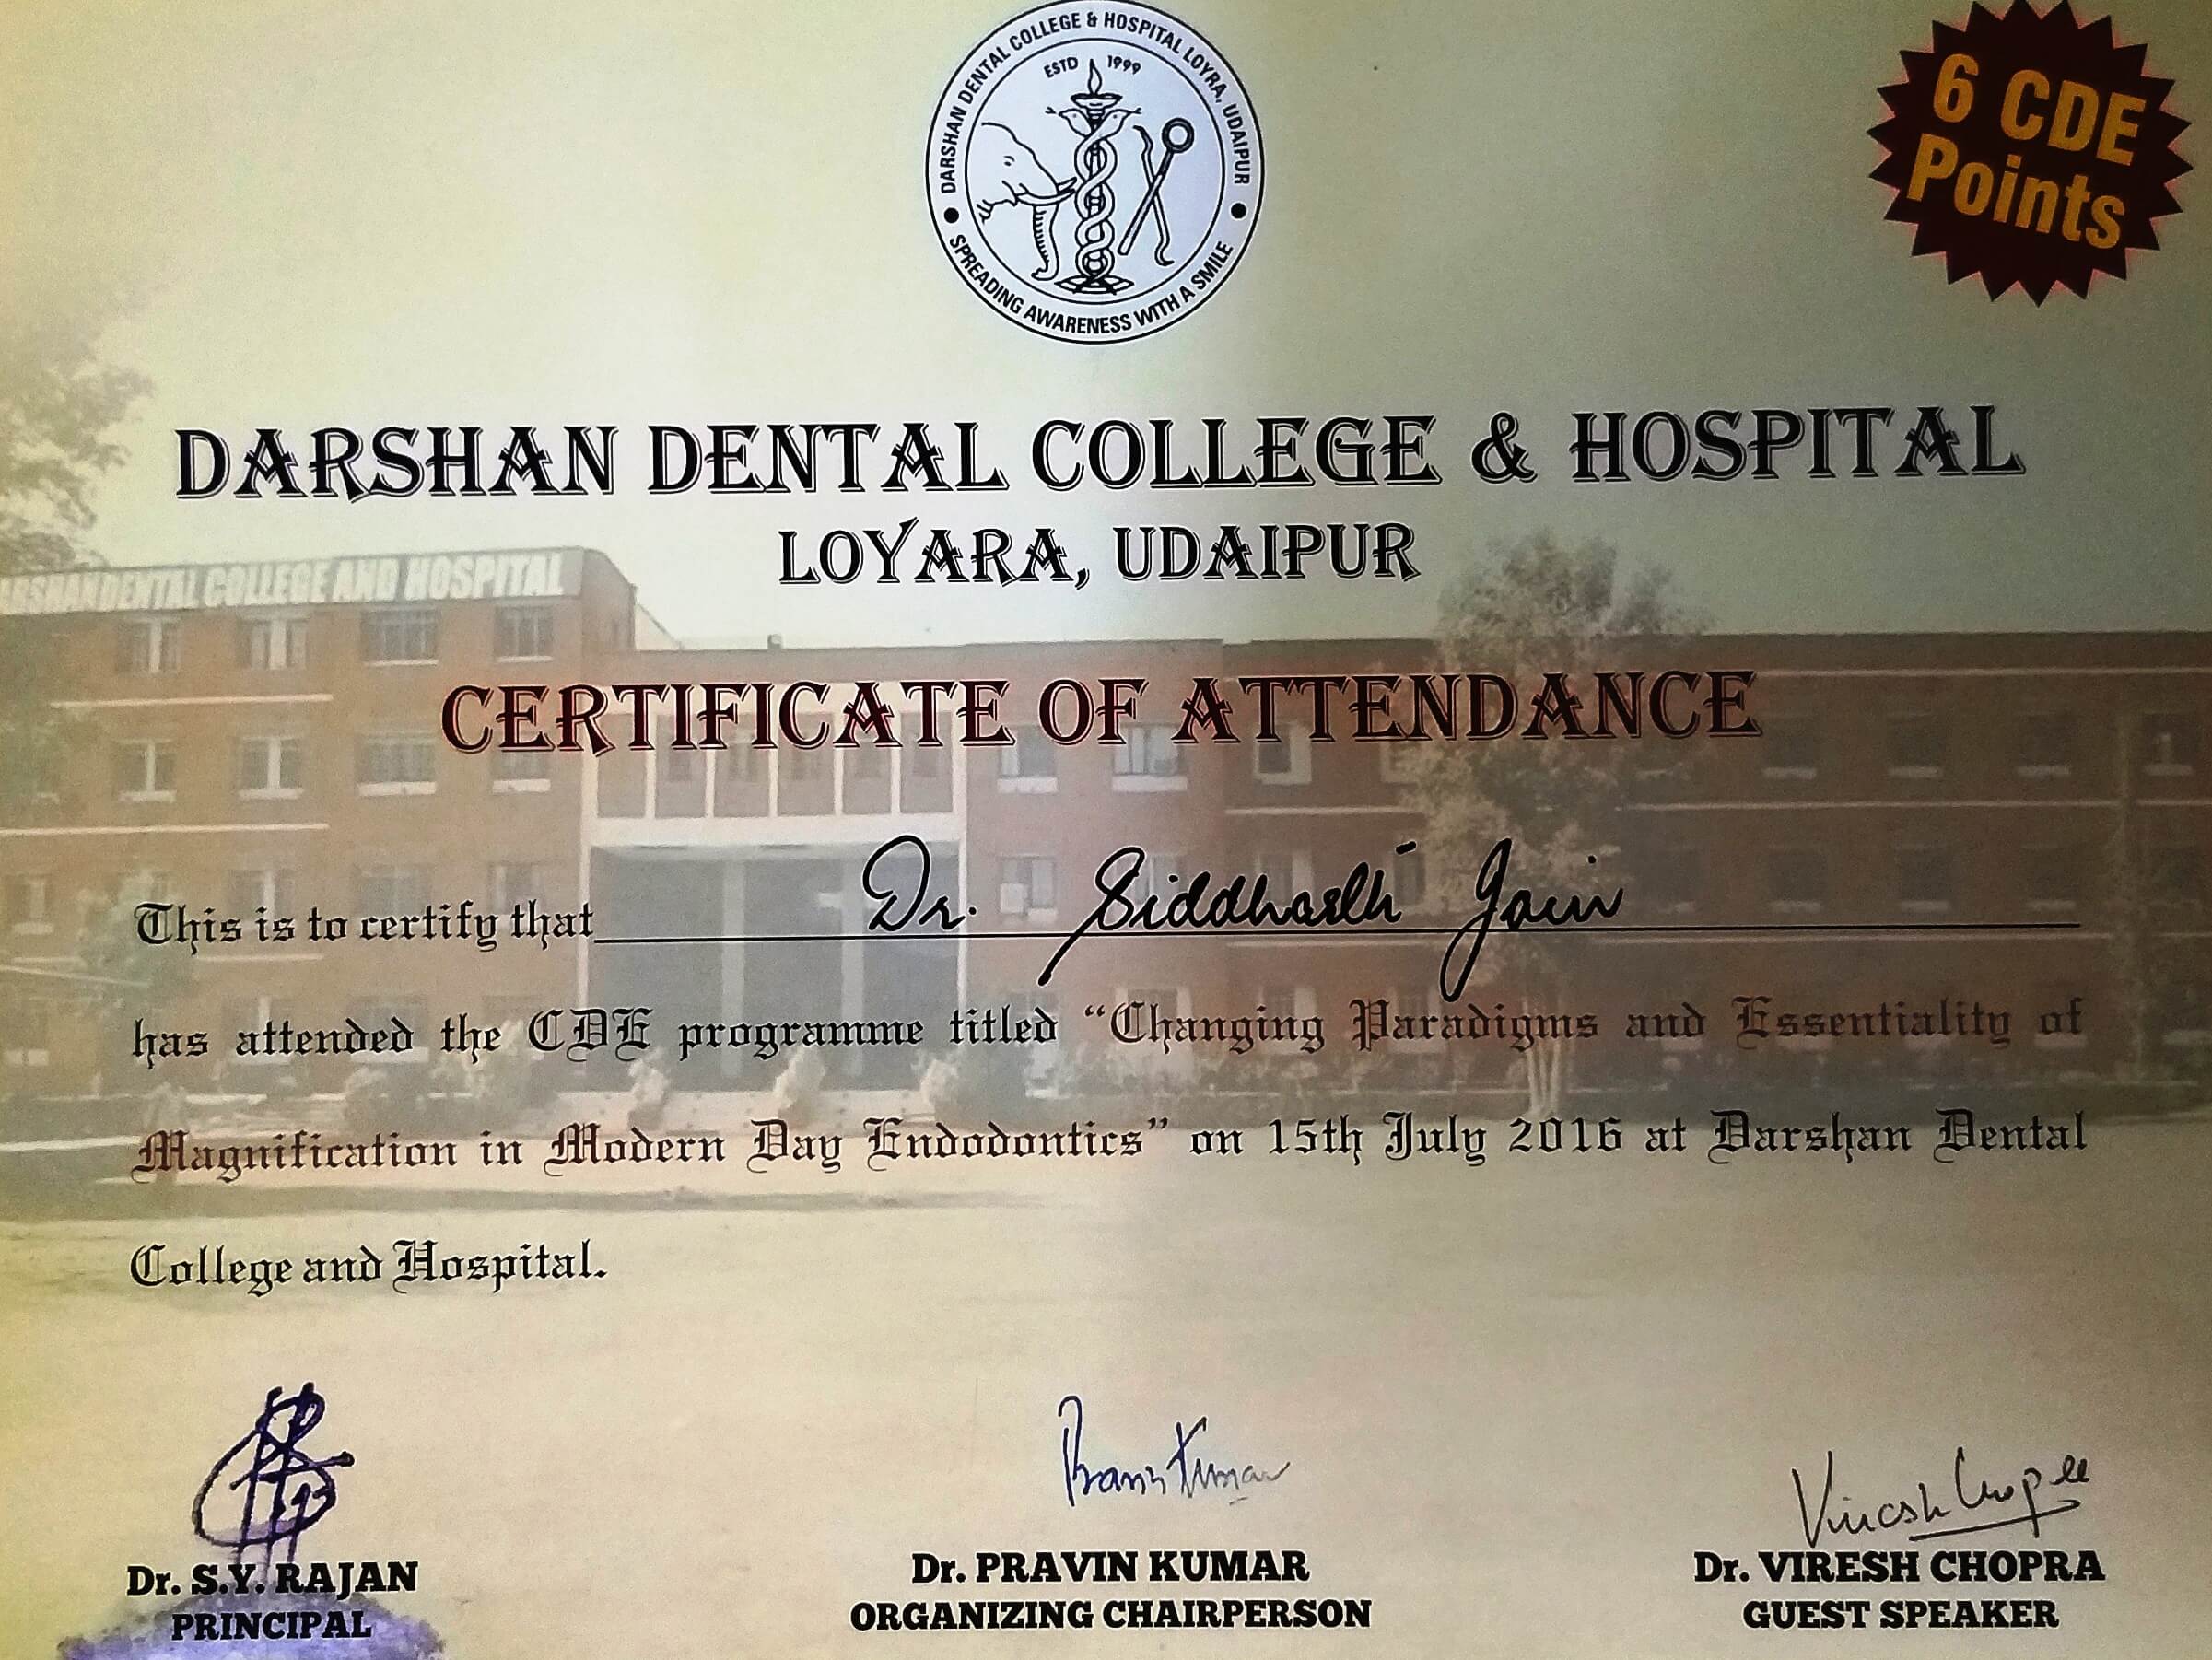 DARSHAN DENTAL COLLEGE & HOSPITAL LOYRA, UDAIPUR
ESTD 1999
SPREADING AWARENESS WITH A SMILE
6 CDE
Points
DARSHAN DENTAL COLLEGE & HOSPITAL
LOYARA, UDAIPUR
ARSHAN DENTAL COLLEGE AND HOSPITAL
CERTIFICATE OF ATTENDANCE
This is to certify that Dr. Siddharth Jain
has attended the CDE programme titled “Changing Paradigms and Essentiality of
Magnification in Modern Day Endodontics” on 15th July 2016 at Darshan Dental
College and Hospital.
Pravin Kumar
Viresh Chopra
Dr. S.Y. RAJAN
PRINCIPAL
Dr. PRAVIN KUMAR
ORGANIZING CHAIRPERSON
Dr. VIRESH CHOPRA
GUEST SPEAKER